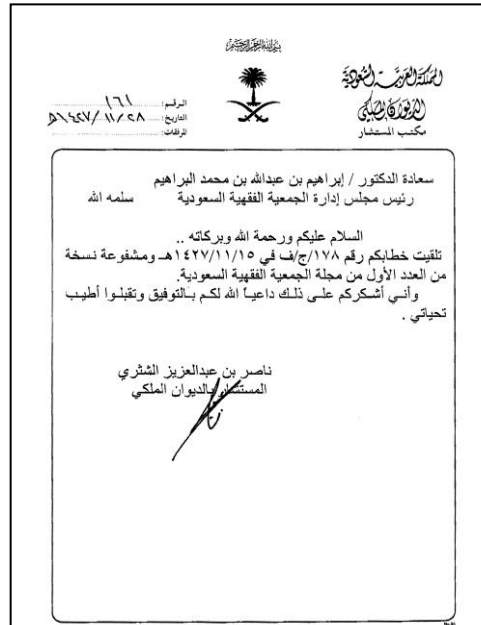 بسم الله الرحمن الرحيم
المملكة العربية السعودية
الديوان الملكي
مكتب المستشار
الرقم: ١٦١
التاريخ: ١٤٢٧/١١/٢٨هـ
المرفقات:
سعادة الدكتور / إبراهيم بن عبدالله بن محمد البراهيم
رئيس مجلس إدارة الجمعية الفقهية السعودية سلمه الله
السلام عليكم ورحمة الله وبركاته ..
تلقيت خطابكم رقم ١٧٨/ج/ف في ١٤٢٧/١١/١٥هـ ومشفوعة نسخة
من العدد الأول من مجلة الجمعية الفقهية السعودية.
وأني أشكركم على ذلك داعياً الله لكم بالتوفيق وتقبلوا أطيب
تحياتي .
ناصر بن عبدالعزيز الشثري
المستشار بالديوان الملكي